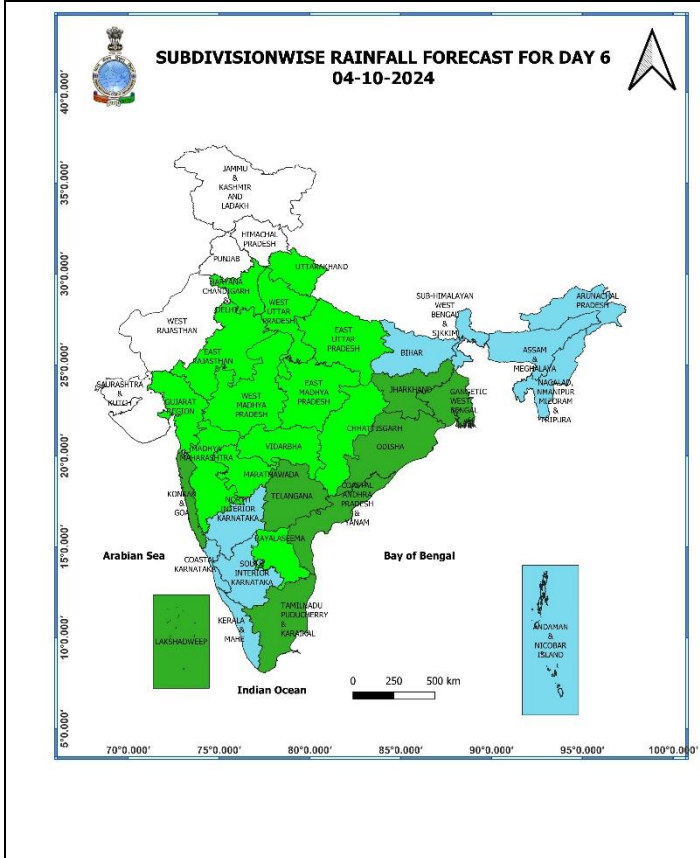 SUBDIVISIONWISE RAINFALL FORECAST FOR DAY 6
04-10-2024
40°0.000'
35°0.000'
30°0.000'
25°0.000'
20°0.000'
15°0.000'
10°0.000'
5°0.000'
JAMMU
&
KASHMIR
AND
LADAKH
HIMACHAL
PRADESH
PUNJAB
UTTARAKHAND
HARYANA
CHANDIGARH
&
DELHI
WEST
UTTAR
PRADESH
WEST
RAJASTHAN
EAST
RAJASTHAN
EAST
UTTAR
PRADESH
SUB-HIMALAYAN
WEST
BENGAL
&
SIKKIM
ARUNACHAL
PRADESH
BIHAR
ASSAM
&
MEGHALAYA
NAGALAD,
NMANIPUR
MIZORAM
&
TRIPURA
SAURASHTRA
&
KUTCH
GUJARAT
REGION
WEST
MADHYA
PRADESH
EAST
MADHYA
PRADESH
JHARKHAND
GANGETIC
WEST
BENGAL
CHHATTISGARH
ODISHA
MADHYA
MAHARASHTRA
VIDARBHA
MARATHAWADA
KONKAN
&
GOA
TELANGANA
COASTAL
ANDHRA
PRADESH
&
YANAM
NORTH
INTERIOR
KARNATAKA
RAYALASEEMA
Arabian Sea
Bay of Bengal
COASTAL
KARNATAKA
SOUTH
INTERIOR
KARNATAKA
KERALA
&
MAHE
TAMILNADU
PUDUCHERRY
&
KARAIKAL
LAKSHADWEEP
ANDAMAN
&
NICOBAR
ISLAND
Indian Ocean
0 250 500 km
70°0.000' 75°0.000' 80°0.000' 85°0.000' 90°0.000' 95°0.000' 100°0.000'